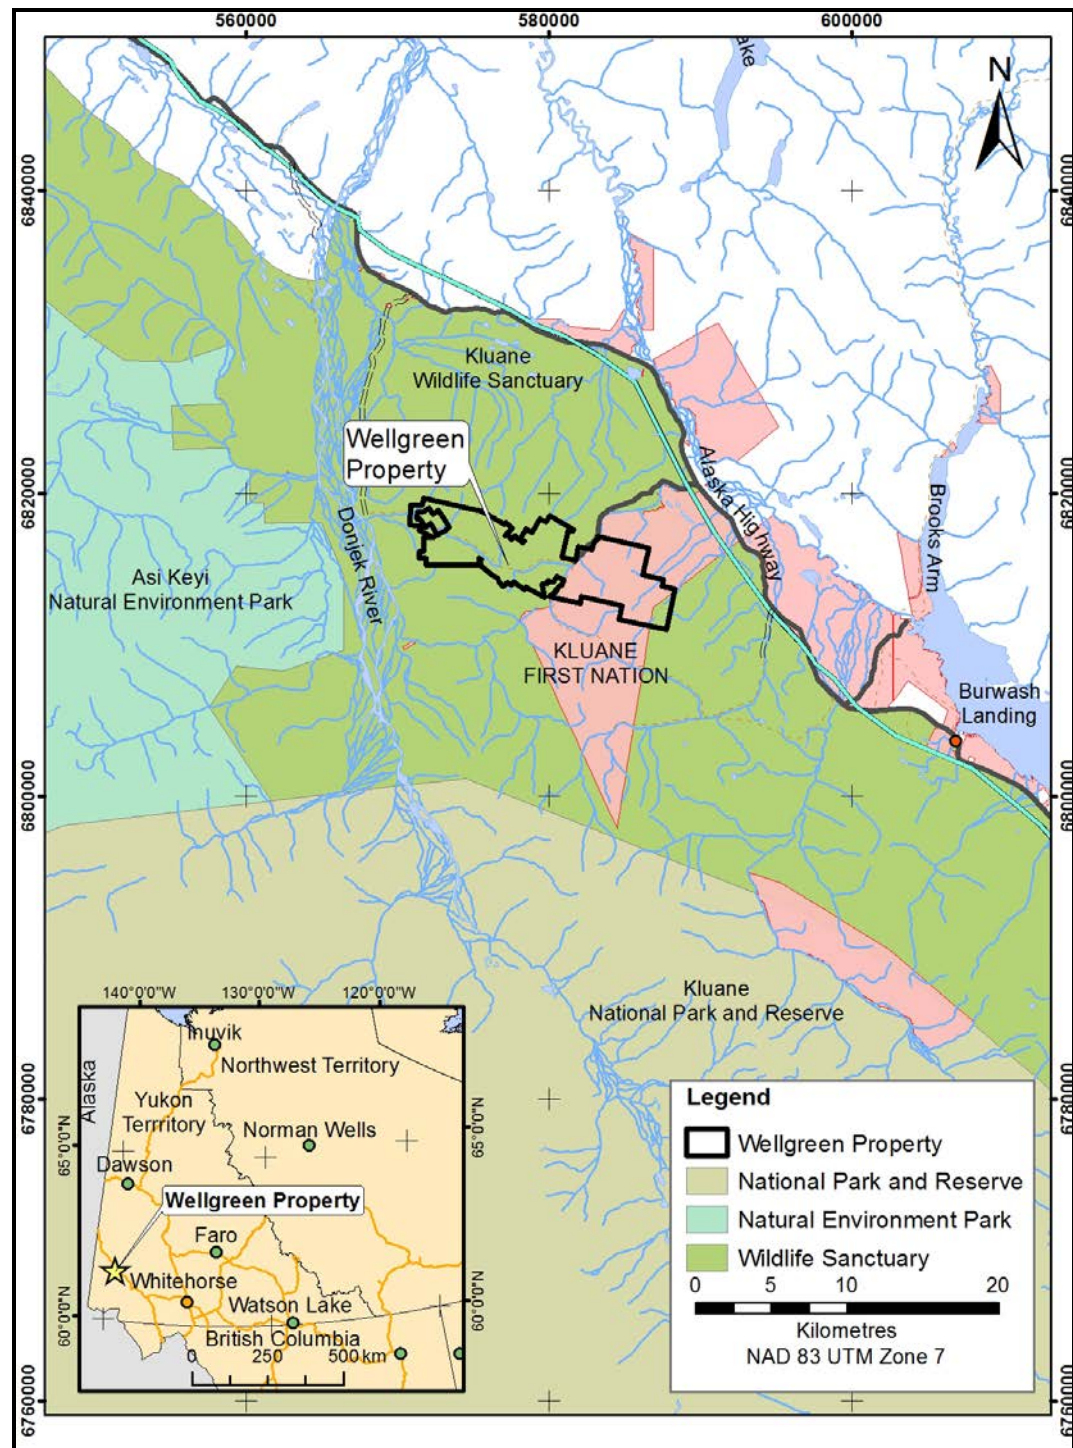 560000
580000
600000
ake
N
6840000
6840000
Kluane
Wildlife Sanctuary
Wellgreen
Property
6820000
6820000
Alaska Highway
Brooks Arm
Donjek River
Asi Keyi
Natural Environment Park
KLUANE
FIRST NATION
Burwash
Landing
6800000
6800000
Kluane
National Park and Reserve
140°0'0"W
130°0'0"W
120°0'0"W
Inuvik
Northwest Territory
Alaska
Yukon
Terrritory
Norman Wells
65°0'0"N
65°0'0"N
Dawson
Wellgreen Property
Faro
Whitehorse
Watson Lake
60°0'0"N
60°0'0"N
British Columbia
0 250 500 km
6780000
6780000
Legend
Wellgreen Property
National Park and Reserve
Natural Environment Park
Wildlife Sanctuary
0 5 10 20
Kilometres
NAD 83 UTM Zone 7
6760000
6760000